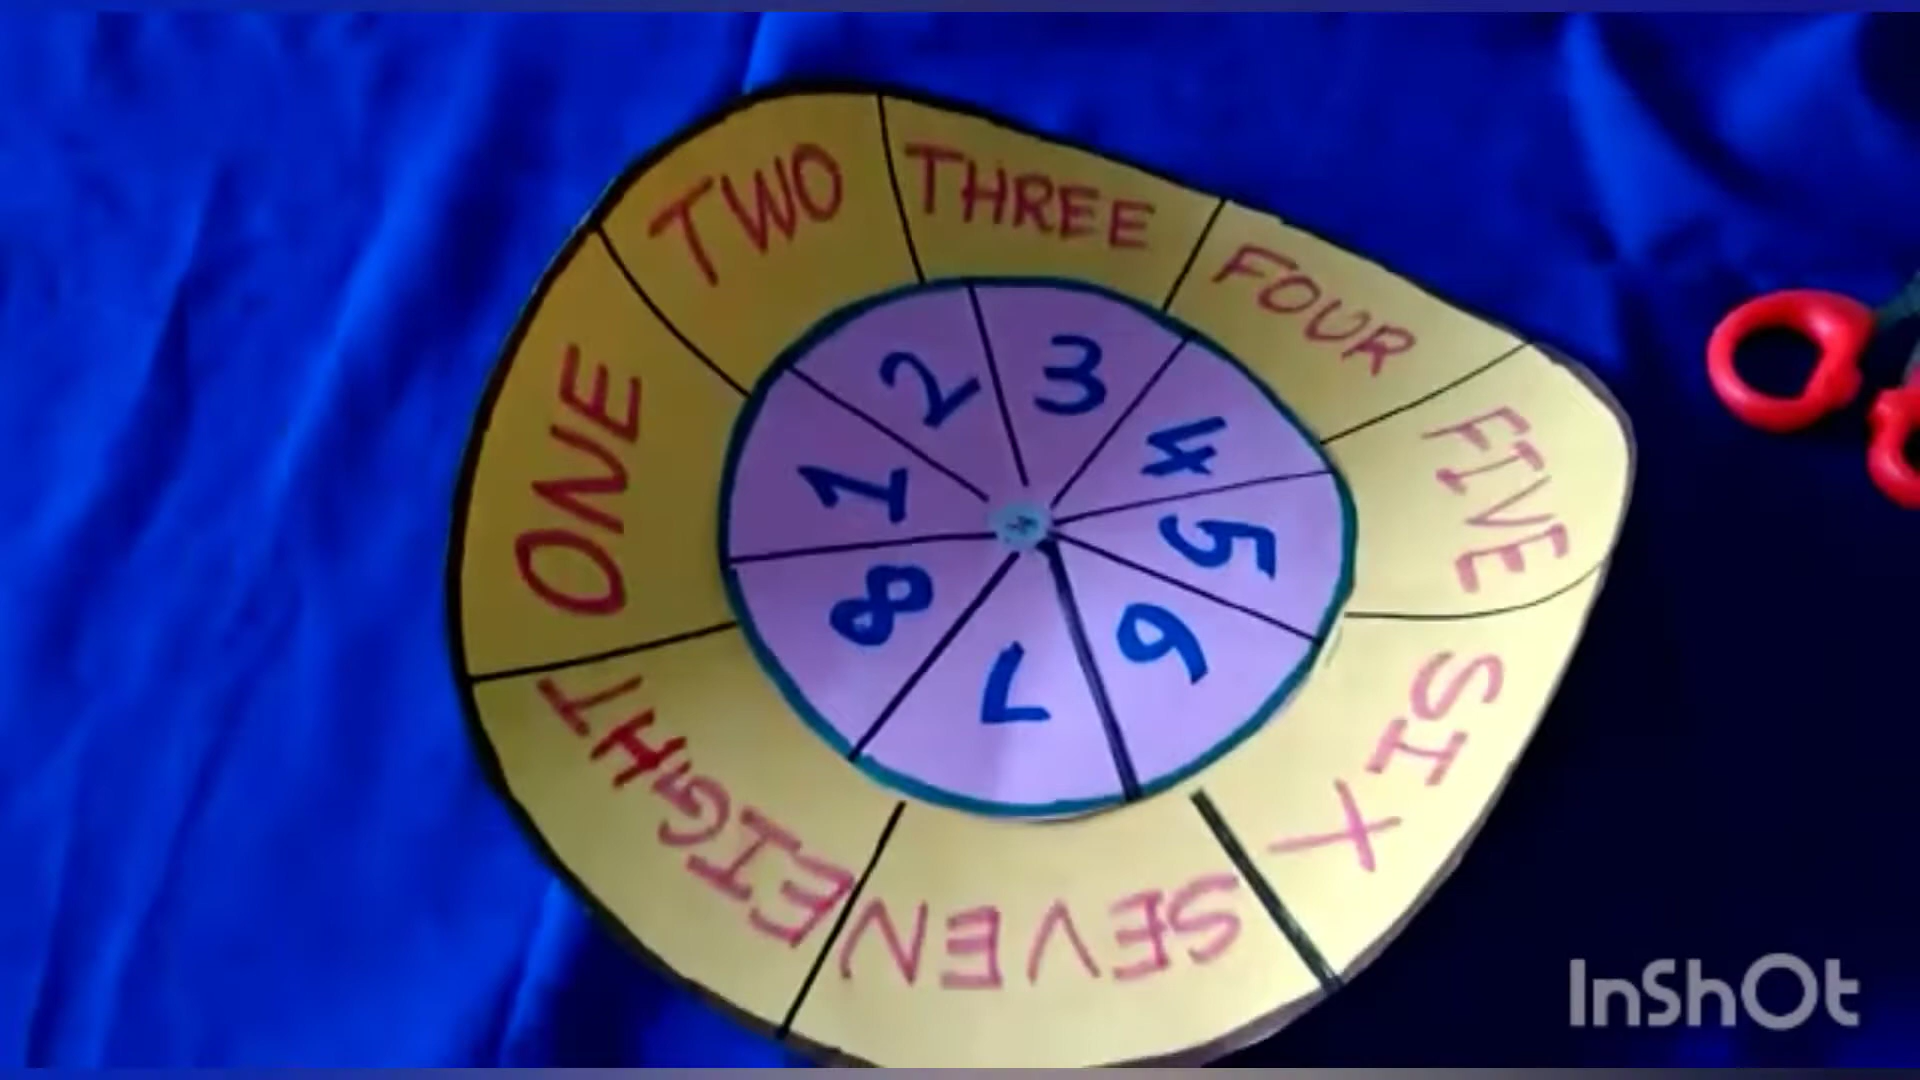 ONE
TWO
THREE
FOUR
FIVE
SIX
SEVEN
EIGHT
1
2
3
4
5
6
7
8
InShOt